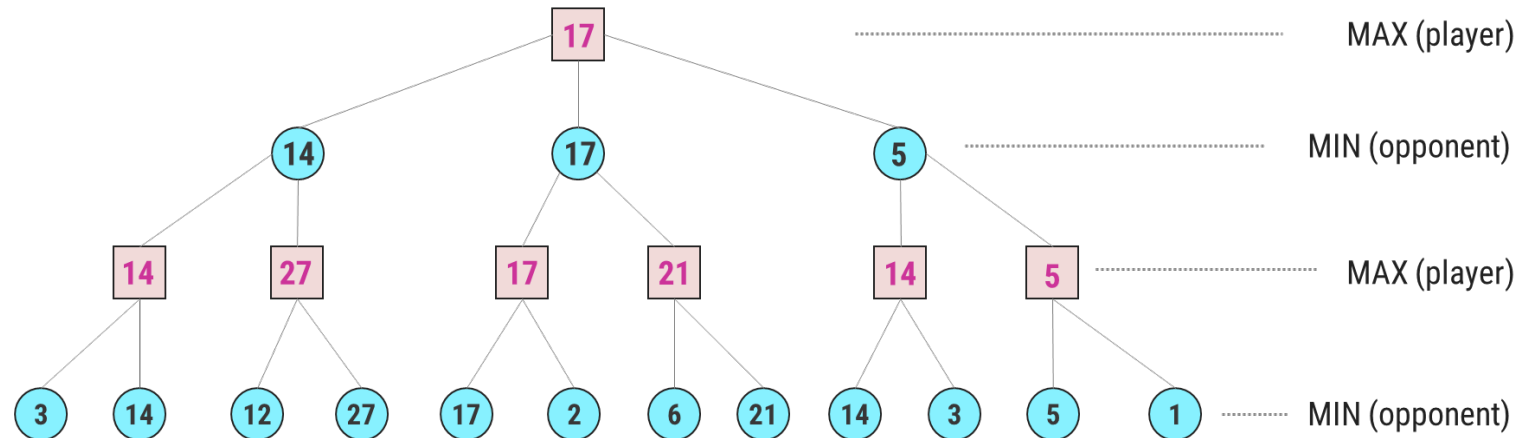 17 MAX (player)
14 17 5 MIN (opponent)
14 27 17 21 14 5 MAX (player)
3 14 12 27 17 2 6 21 14 3 5 1 MIN (opponent)